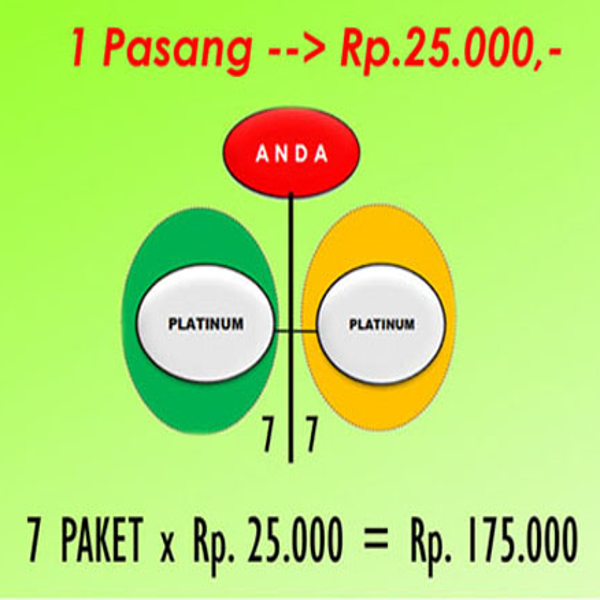 1 Pasang --> Rp.25.000,-
ANDA
PLATINUM PLATINUM
7 7
7 PAKET x Rp. 25.000 = Rp. 175.000